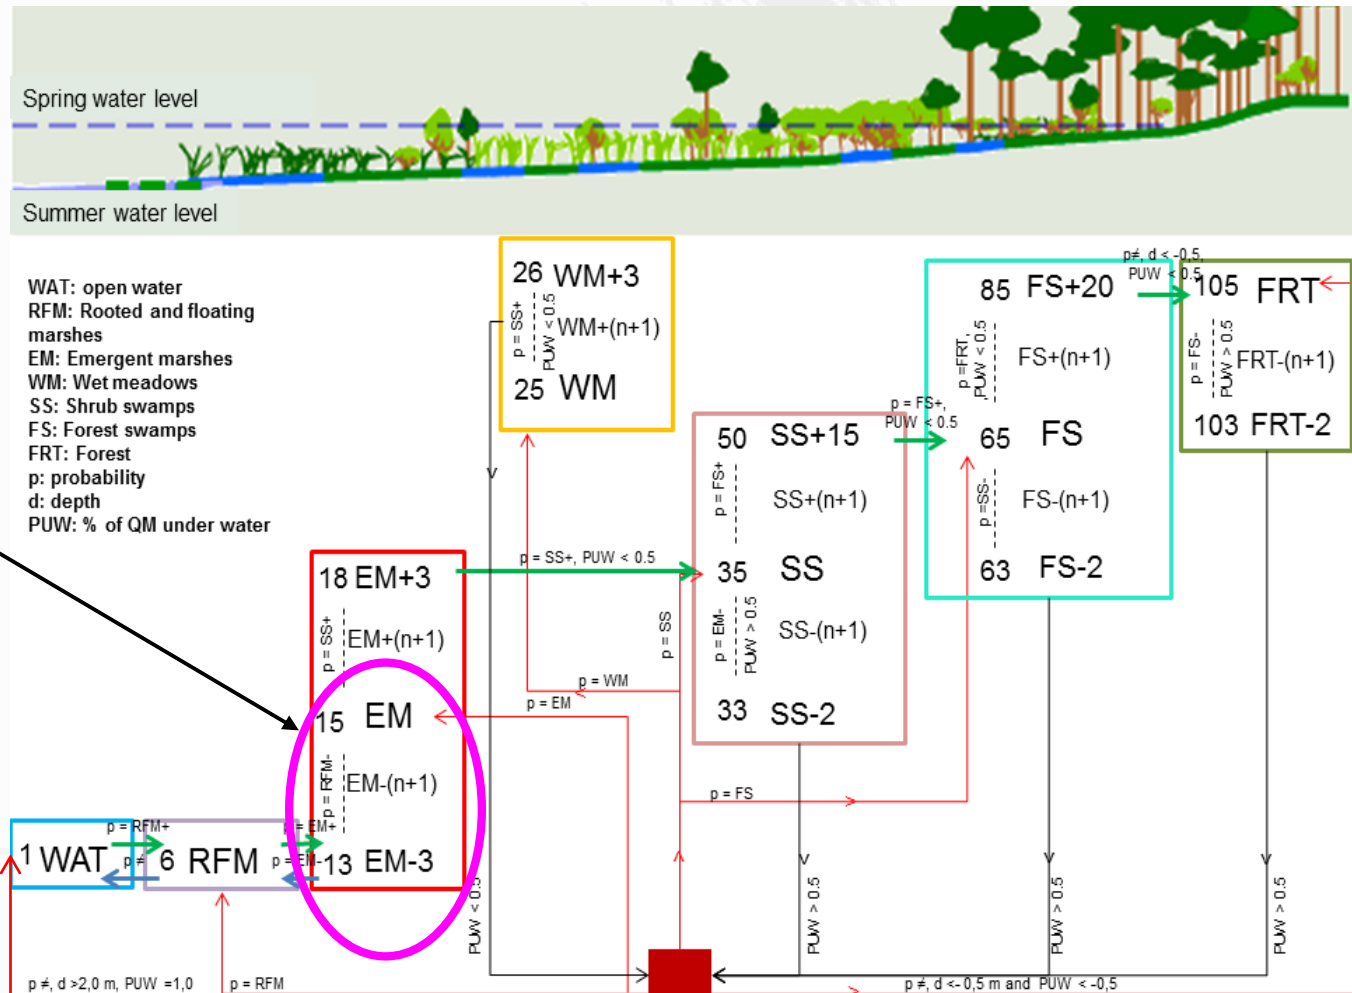 Spring water level
Summer water level
WAT: open water
RFM: Rooted and floating
marshes
EM: Emergent marshes
WM: Wet meadows
SS: Shrub swamps
FS: Forest swamps
FRT: Forest
p: probability
d: depth
PUW: % of QM under water
26 WM+3
p = SS+
PUW < 0.5
WM+(n+1)
25 WM
p≠, d < -0,5,
PUW < 0.5
85 FS+20
p =FRT,
,PUW < 0.5
FS+(n+1)
65 FS
p =SS-
FS-(n+1)
63 FS-2
105 FRT
p = FS-
PUW > 0.5
FRT-(n+1)
103 FRT-2
p = FS+,
PUW < 0.5
50 SS+15
p = FS+
SS+(n+1)
35 SS
p = EM-
PUW > 0.5
SS-(n+1)
33 SS-2
p = SS+, PUW < 0.5
18 EM+3
p = SS+
EM+(n+1)
15 EM
p = RFM-
EM-(n+1)
13 EM-3
p = SS
p = WM
p = EM
p = FS
p = RFM+
p = EM+
1 WAT
p ≠
6 RFM
p = EM-
PUW < 0.5
PUW > 0.5
PUW > 0.5
PUW > 0.5
p ≠, d >2,0 m, PUW =1,0
p = RFM
p ≠, d <- 0,5 m and PUW <-0,5